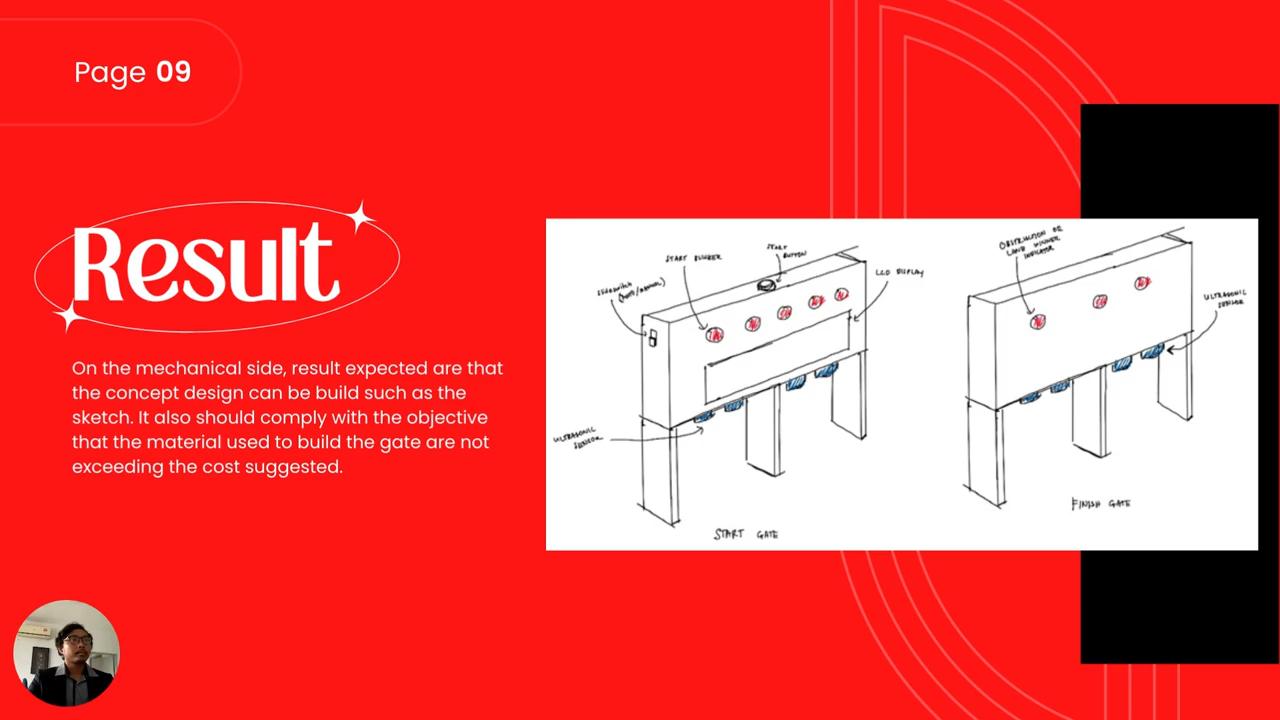 Page 09
Result
On the mechanical side, result expected are that
the concept design can be build such as the
sketch. It also should comply with the objective
that the material used to build the gate are not
exceeding the cost suggested.
START
BUTTON
LCD DISPLAY
ULTRASONIC
SENSOR
START GATE
OBSTRUCTION OR
LANE WINNER
INDICATOR
ULTRASONIC
SENSOR
FINISH GATE